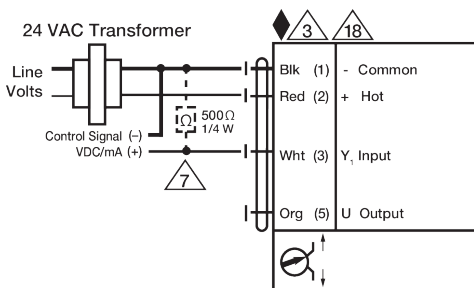 24 VAC Transformer
3 18
Line
Volts
Blk (1) - Common
Red (2) + Hot
Ω 500Ω
1/4 W
Control Signal (–)
VDC/mA (+)
Wht (3) Y₁ Input
7
Org (5) U Output